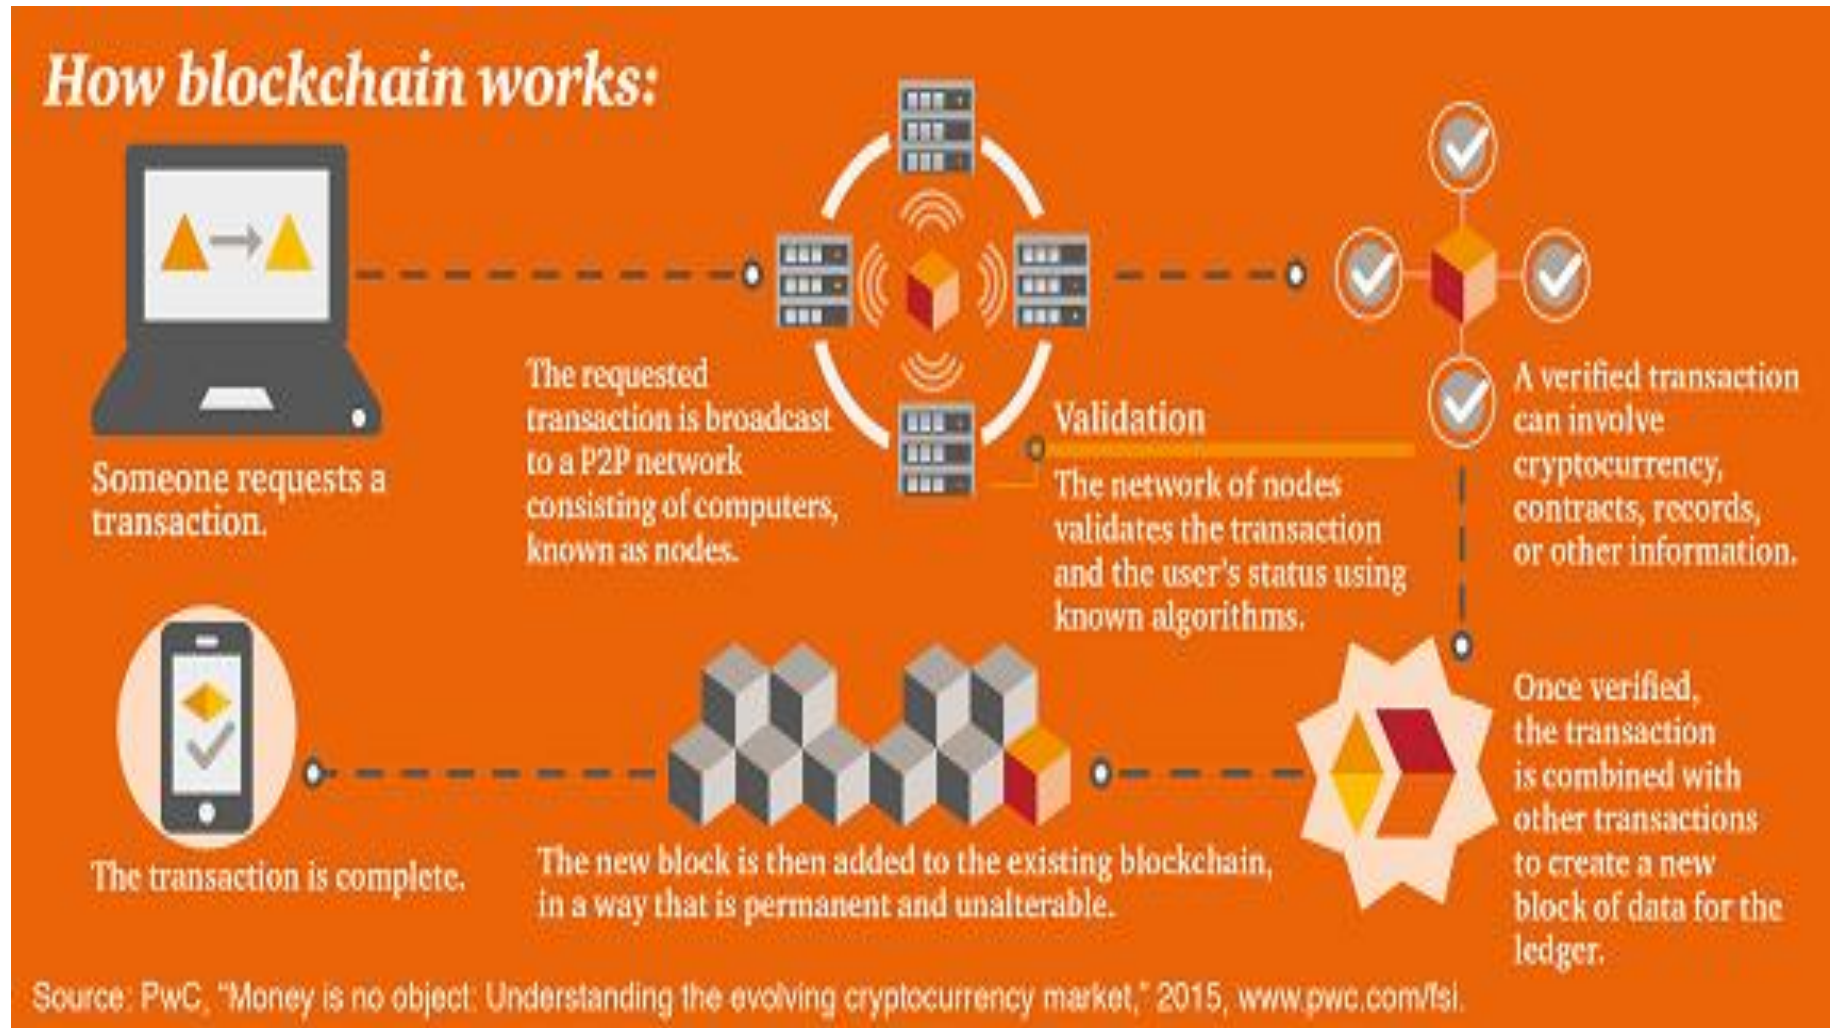 How blockchain works:
Someone requests a
transaction.
The requested
transaction is broadcast
to a P2P network
consisting of computers,
known as nodes.
Validation
The network of nodes
validates the transaction
and the user's status using
known algorithms.
A verified transaction
can involve
cryptocurrency,
contracts, records,
or other information.
Once verified,
the transaction
is combined with
other transactions
to create a new
block of data for the
ledger.
The new block is then added to the existing blockchain,
in a way that is permanent and unalterable.
The transaction is complete.
Source: PwC, "Money is no object: Understanding the evolving cryptocurrency market," 2015, www.pwc.com/fsi.